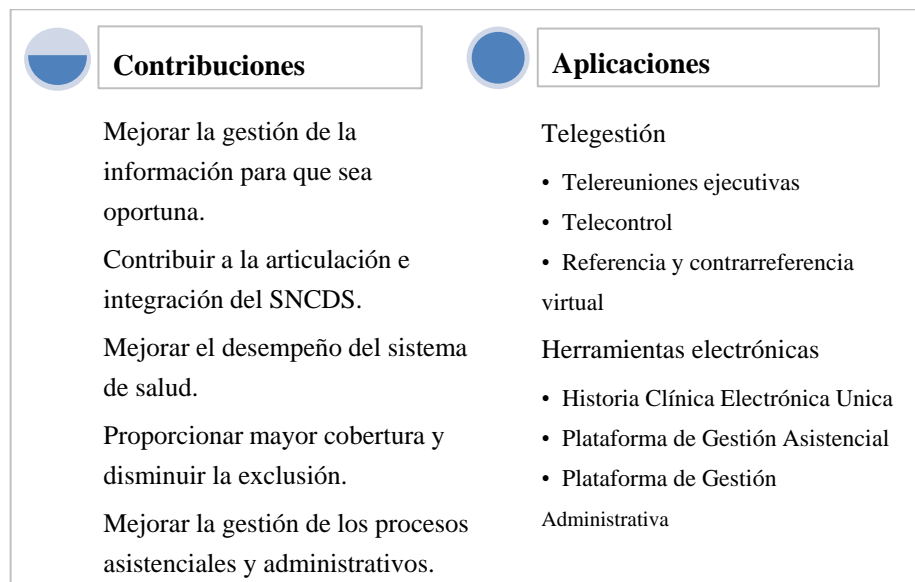 Contribuciones
Mejorar la gestión de la
información para que sea
oportuna.
Contribuir a la articulación e
integración del SNCDS.
Mejorar el desempeño del sistema
de salud.
Proporcionar mayor cobertura y
disminuir la exclusión.
Mejorar la gestión de los procesos
asistenciales y administrativos.
Aplicaciones
Telegestión
• Telereuniones ejecutivas
• Telecontrol
• Referencia y contrarreferencia
virtual
Herramientas electrónicas
• Historia Clínica Electrónica Unica
• Plataforma de Gestión Asistencial
• Plataforma de Gestión
Administrativa